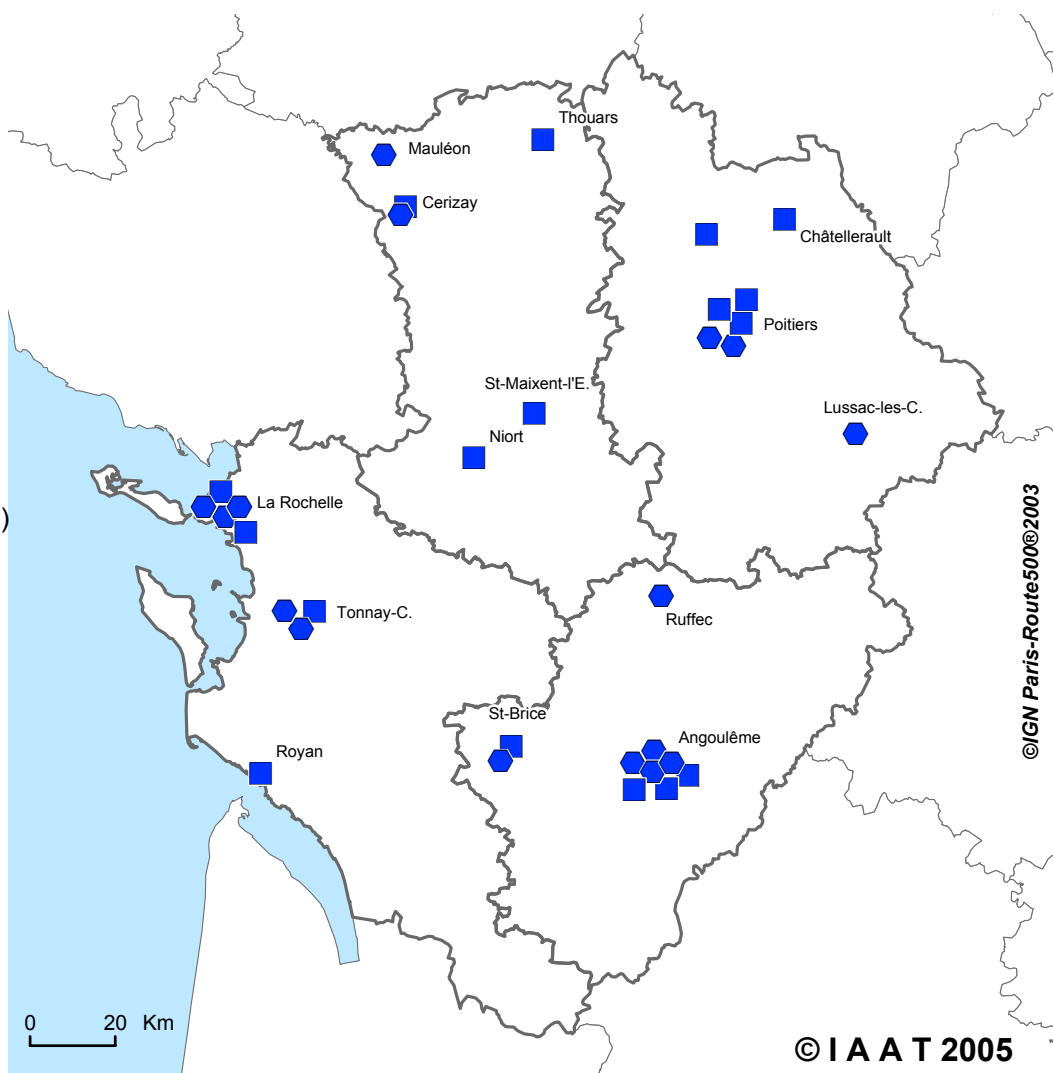 Thouars
Mauléon
Cerizay
Châtellerault
Poitiers
St-Maixent-l'E.
Lussac-les-C.
Niort
La Rochelle
)
Tonnay-C.
Ruffec
St-Brice
Angoulême
Royan
©IGN Paris-Route500®2003
0 20 Km
© I A A T 2005